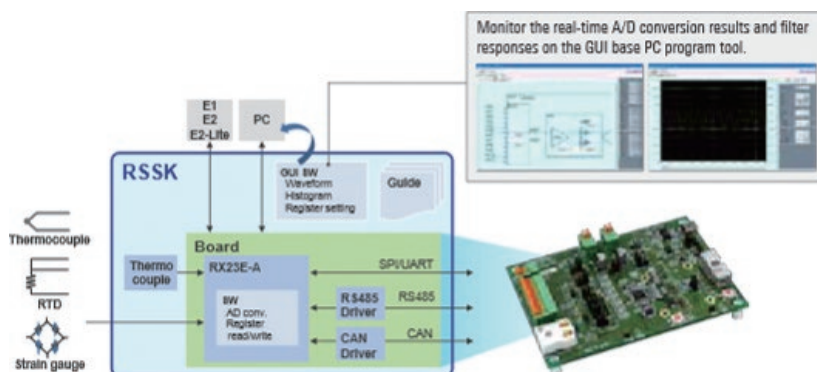 Monitor the real-time A/D conversion results and filter
responses on the GUI base PC program tool.
E1
E2
E2-Lite
PC
RSSK
GUI SW
Waveform
Histogram
Register setting
Guide
Thermocouple
RTD
Strain gauge
Board
Thermo
couple
RX23E-A
SW
AD conv.
Register
read/write
SPI/UART
RS485
Driver
RS485
CAN
Driver
CAN